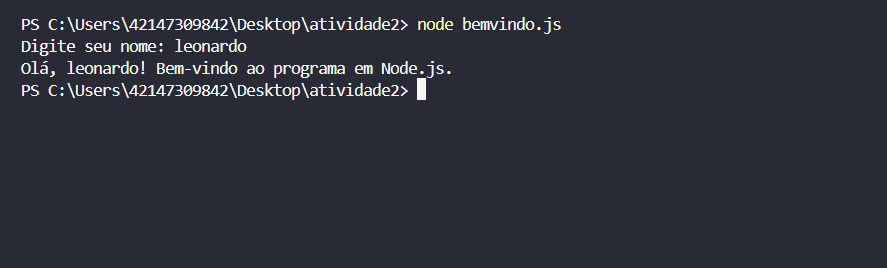 PS C:\Users\42147309842\Desktop\atividade2> node bemvindo.js
Digite seu nome: leonardo
Olá, leonardo! Bem-vindo ao programa em Node.js.
PS C:\Users\42147309842\Desktop\atividade2>